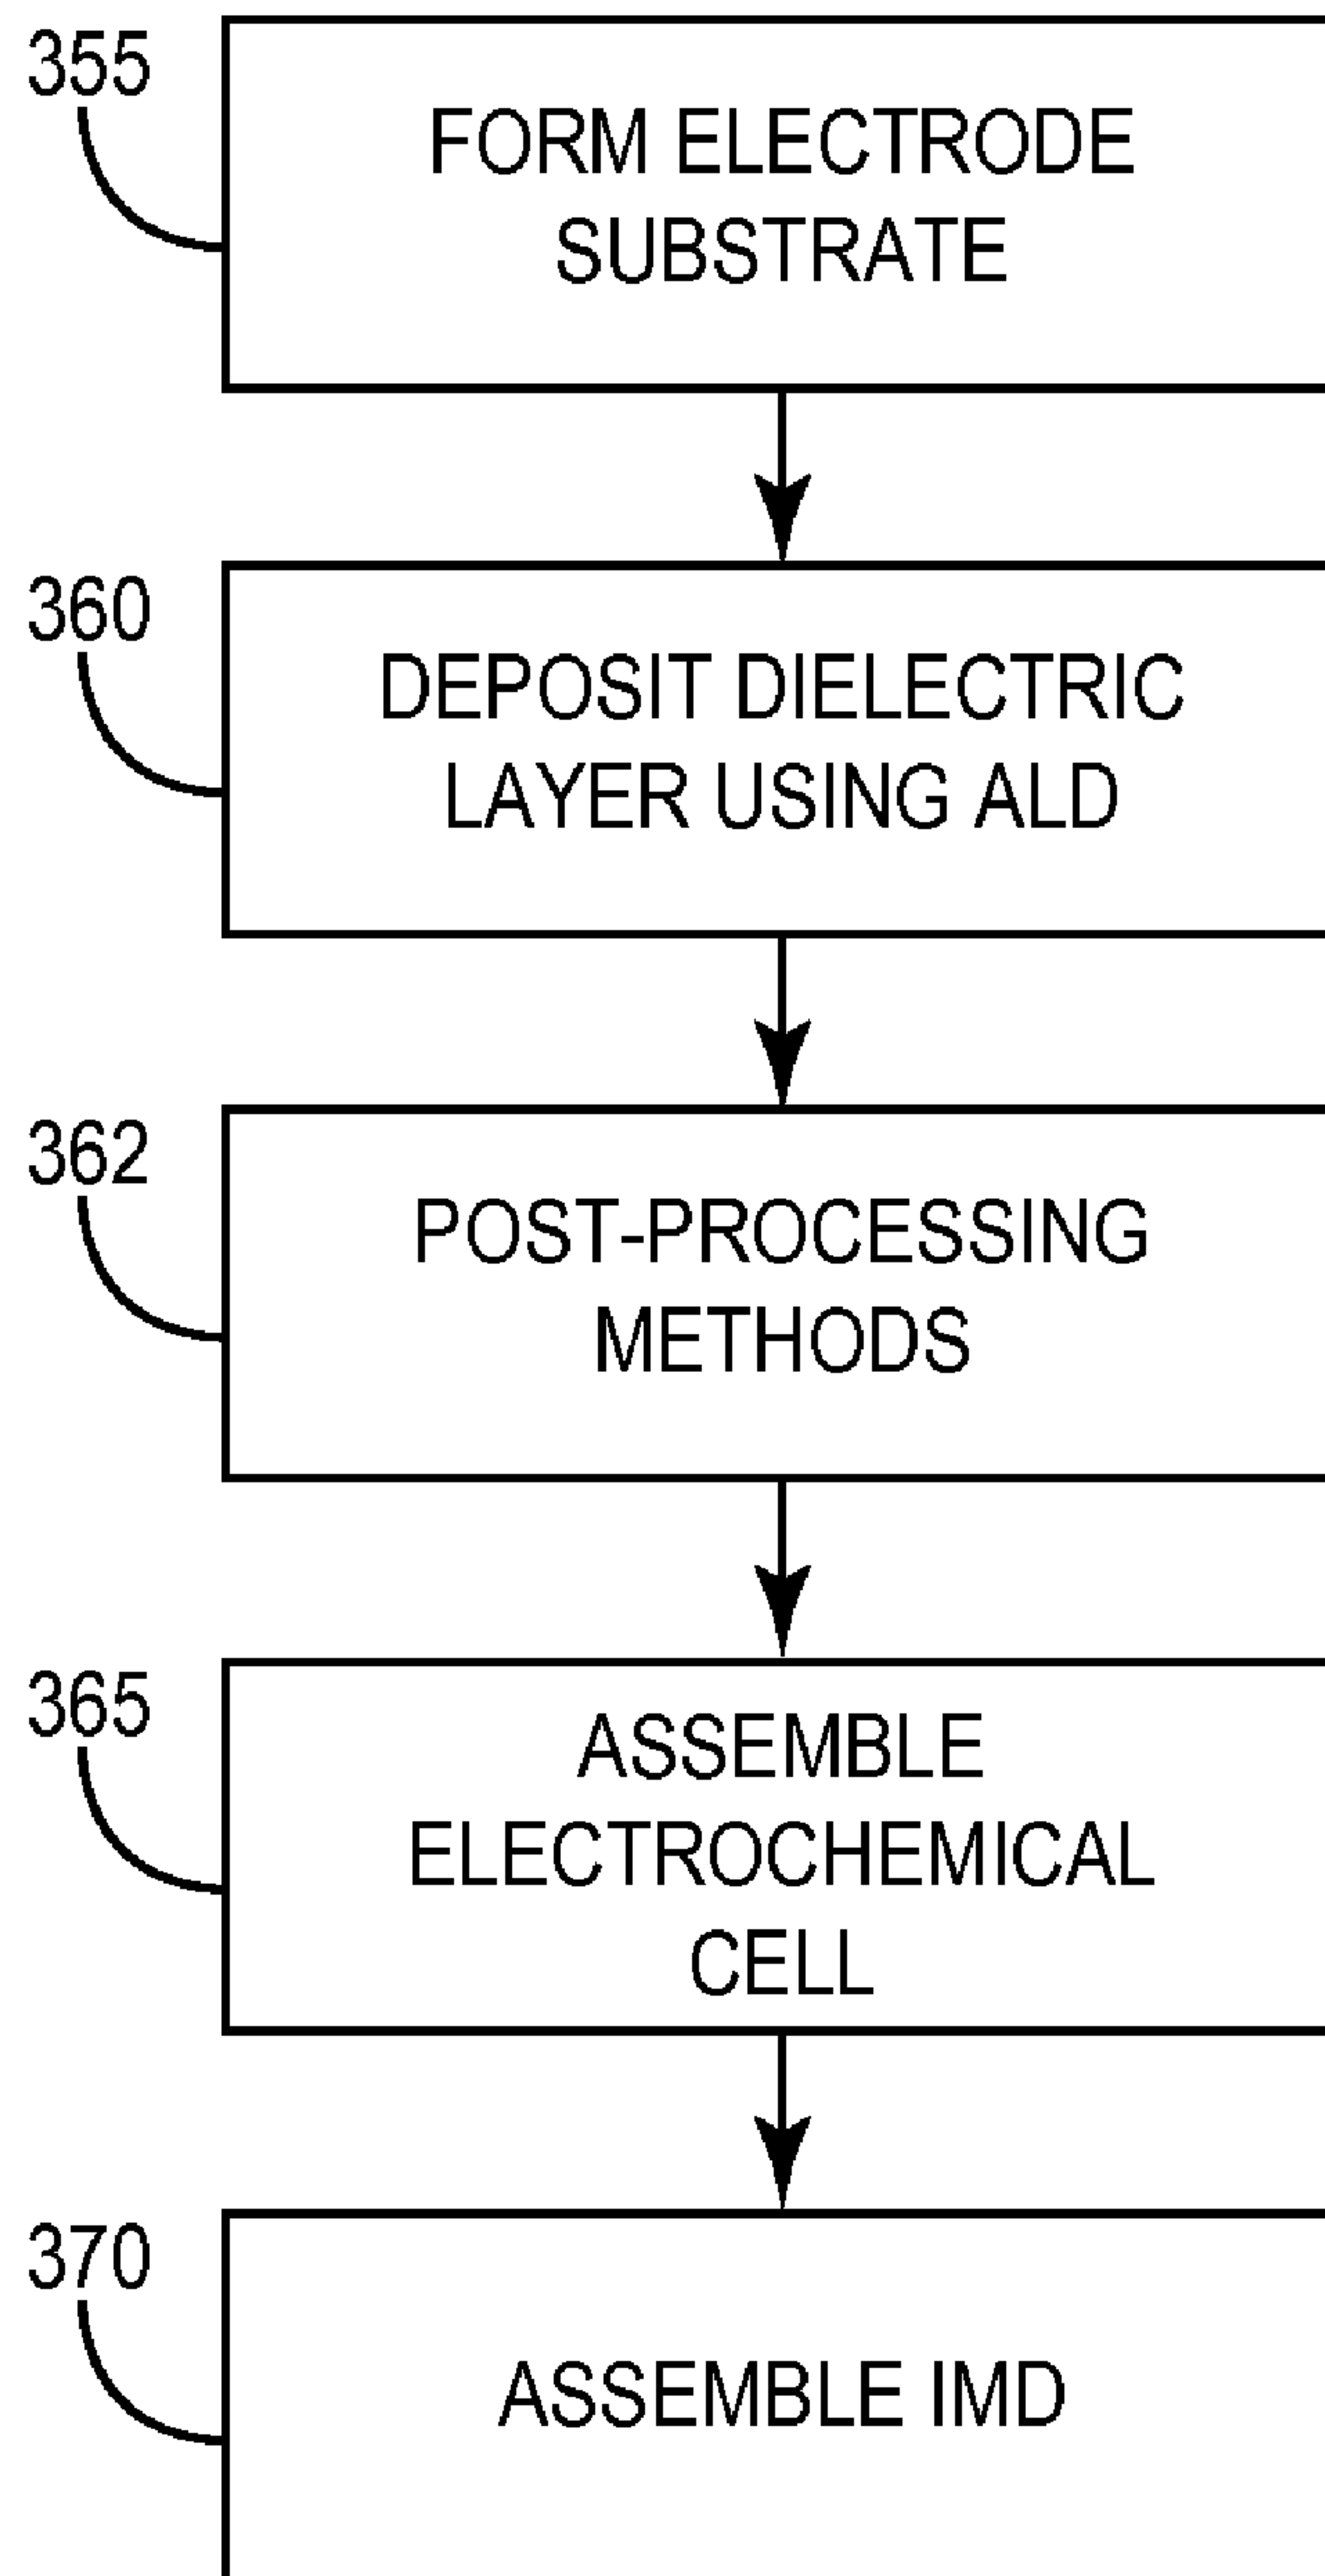 355
FORM ELECTRODE
SUBSTRATE
360
DEPOSIT DIELECTRIC
LAYER USING ALD
362
POST-PROCESSING
METHODS
365
ASSEMBLE
ELECTROCHEMICAL
CELL
370
ASSEMBLE IMD